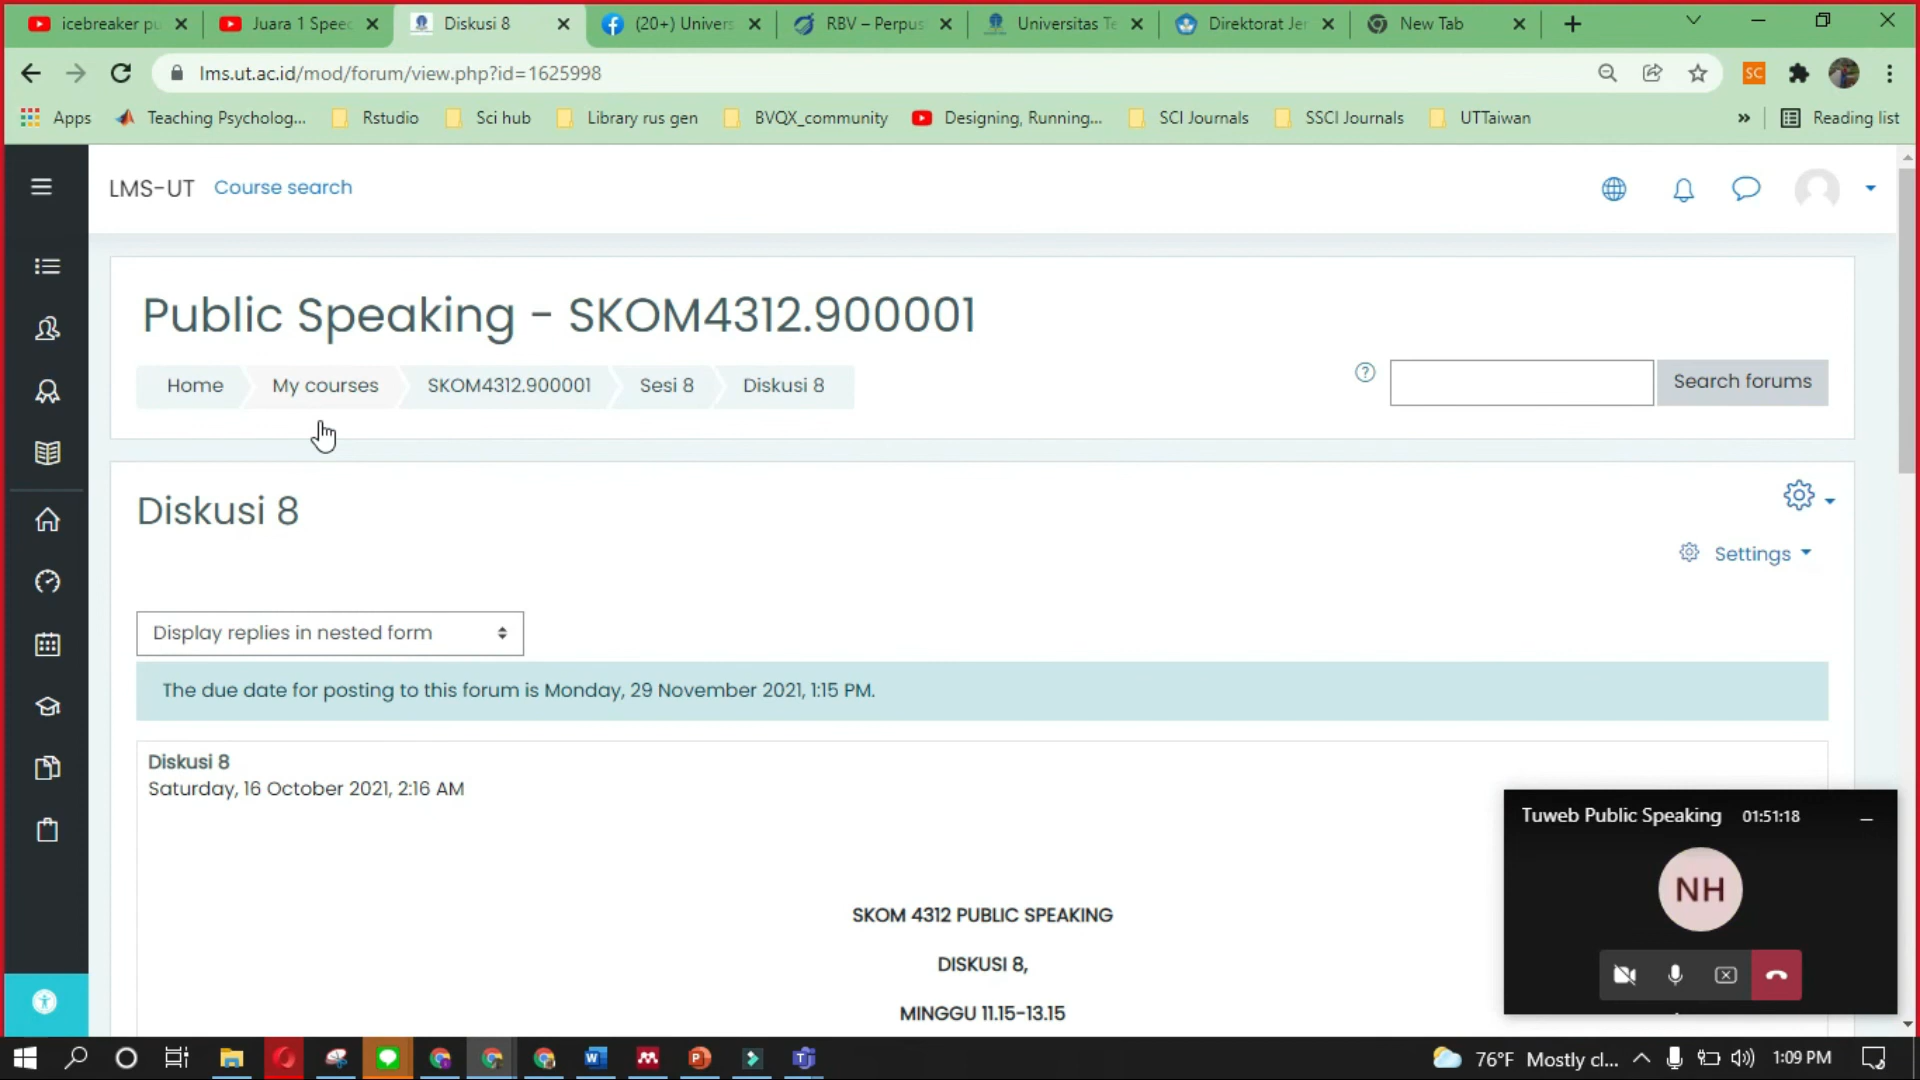 icebreaker pu
Juara 1 Speec
Diskusi 8
(20+) Univers
RBV – Perpus
Universitas Te
Direktorat Jer
New Tab
lms.ut.ac.id/mod/forum/view.php?id=1625998
SC
Apps
Teaching Psycholog...
Rstudio
Sci hub
Library rus gen
BVQX_community
Designing, Running...
SCI Journals
SSCI Journals
UTTaiwan
»
Reading list
LMS-UT
Course search
Public Speaking - SKOM4312.900001
Home
My courses
SKOM4312.900001
Sesi 8
Diskusi 8
Search forums
Diskusi 8
Settings
Display replies in nested form
The due date for posting to this forum is Monday, 29 November 2021, 1:15 PM.
Diskusi 8
Saturday, 16 October 2021, 2:16 AM
SKOM 4312 PUBLIC SPEAKING
DISKUSI 8,
MINGGU 11.15-13.15
Tuweb Public Speaking 01:51:18
NH
76°F Mostly cl...
1:09 PM